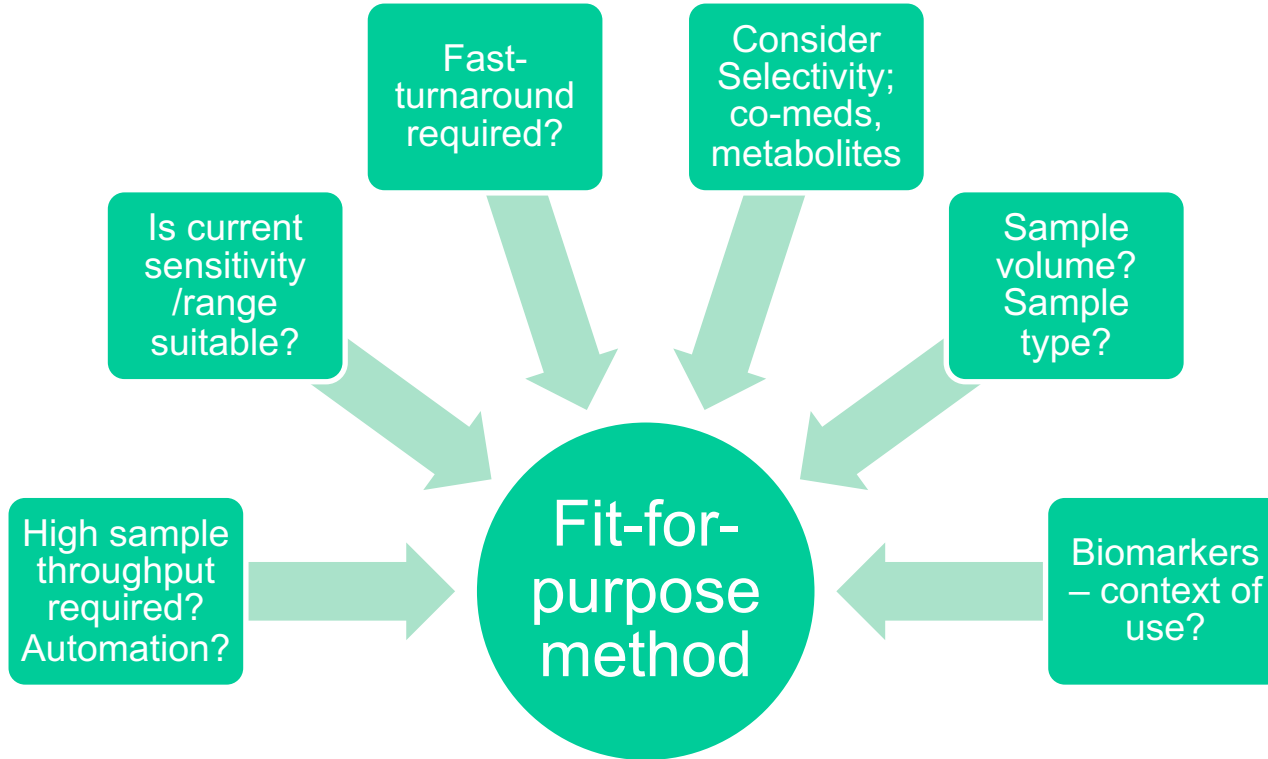 Fast-
turnaround
required?
Consider
Selectivity;
co-meds,
metabolites
Is current
sensitivity
/range
suitable?
Sample
volume?
Sample
type?
High sample
throughput
required?
Automation?
Fit-for-
purpose
method
Biomarkers
– context of
use?